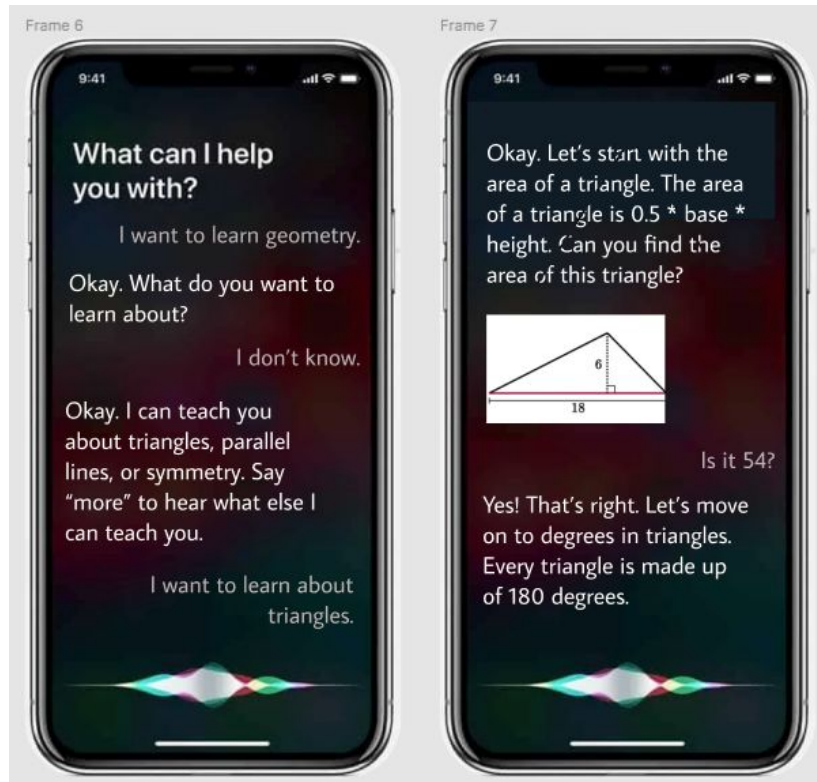 Frame 6
9:41
What can I help
you with?
I want to learn geometry.
Okay. What do you want to
learn about?
I don't know.
Okay. I can teach you
about triangles, parallel
lines, or symmetry. Say
"more" to hear what else I
can teach you.
I want to learn about
triangles.
Frame 7
9:41
Okay. Let's start with the
area of a triangle. The area
of a triangle is 0.5 * base *
height. Can you find the
area of this triangle?
6
18
Is it 54?
Yes! That's right. Let's move
on to degrees in triangles.
Every triangle is made up
of 180 degrees.